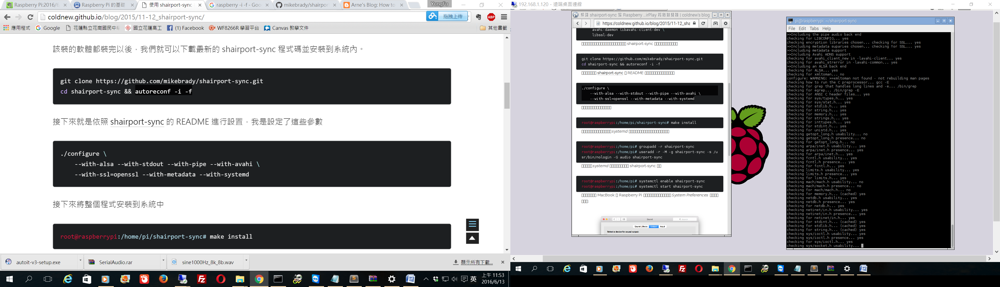 Raspberry Pi:2016/6
Raspberry Pi 的基礎
使用 shairport-sync
raspberry -i -f - Goo
mikebrady/shairport
Arne's Blog: How to
YungFu
coldnew.github.io/blog/2015/11-12_shairport-sync/
拖拽上传
ABP
應用程式
Google
花蓮縣立花崗國民中
國立花蓮高工
(1) Facebook
WF8266R 學習平台
Canvas 教學文件
其他書籤
該裝的軟體都裝完以後，我們就可以下載最新的 shairport-sync 程式碼並安裝到系統內。
git clone https://github.com/mikebrady/shairport-sync.git
cd shairport-sync && autoreconf -i -f
接下來就是依照 shairport-sync 的 README 進行設置，我是設定了這些參數
./configure \
--with-alsa --with-stdout --with-pipe --with-avahi \
--with-ssl=openssl --with-metadata --with-systemd
接下來將整個程式安裝到系統中
root@raspberrypi:/home/pi/shairport-sync# make install
autoit-v3-setup.exe
SerialAudio.rar
sine1000Hz_8k_8b.wav
顯示所有下載...
英
上午 11:53
2016/6/13
192.168.1.120 - 遠端桌面連線
shairport-sync
Raspberry ...irPlay
| coldnew's blog
https://coldnew.github.io/blog/2015/11-12_sha
avahi-daemon libavahi-client-dev \
libssl-dev
shairport-sync
git clone https://github.com/mikebrady/shairport-sync.git
cd shairport-sync && autoreconf -i -f
shairport-sync
README
./configure \
--with-alsa --with-stdout --with-pipe --with-avahi \
--with-ssl=openssl --with-metadata --with-systemd
root@raspberrypi:/home/pi/shairport-sync# make install
systemd
root@raspberrypi:/home/pi# groupadd -r shairport-sync
root@raspberrypi:/home/pi# useradd -r -M -g shairport-sync -s /u
sr/bin/nologin -G audio shairport-sync
systemd
shairport-sync
root@raspberrypi:/home/pi# systemctl enable shairport-sync
root@raspberrypi:/home/pi# systemctl start shairport-sync
MacBook
Raspberry Pi
System Preferences
Sound
Search
Sound Effects Output Input
Select a device for sound output:
pi@raspberrypi: ~/shairport-sync
File Edit Tabs Help
>>Including the pipe audio back end
checking for LIBCONFIG... yes
checking encryption libraries chosen... checking for SSL... yes
>>Including metadata suparies chosen... checking for SSL... yes
>>Including metadata support
>>Including Avahi mDNS support
checking for avahi_client_new in -lavahi-client... yes
checking for avahi_strerror in -lavahi-common... yes
>>Including an ALSA back end
checking for ALSA... yes
checking for xmltoman... no
configure: WARNING: >>xmltoman not found - not rebuilding man pages
checking how to run the C preprocessor... gcc -E
checking for grep that handles long lines and -e... /bin/grep
checking for egrep... /bin/grep -E
checking for ANSI C header files... yes
checking for sys/types.h... yes
checking for sys/stat.h... yes
checking for stdlib.h... yes
checking for string.h... yes
checking for memory.h... yes
checking for strings.h... yes
checking for inttypes.h... yes
checking for stdint.h... yes
checking for unistd.h... yes
checking getopt_long.h usability... no
checking getopt_long.h presence... no
checking for getopt_long.h... no
checking arpa/inet.h usability... yes
checking arpa/inet.h presence... yes
checking for arpa/inet.h... yes
checking fcntl.h usability... yes
checking fcntl.h presence... yes
checking for fcntl.h... yes
checking limits.h usability... yes
checking limits.h presence... yes
checking for limits.h... yes
checking mach/mach.h usability... no
checking mach/mach.h presence... no
checking for mach/mach.h... no
checking for memory.h... (cached) yes
checking netdb.h usability... yes
checking netdb.h presence... yes
checking for netdb.h... yes
checking netinet/in.h usability... yes
checking netinet/in.h presence... yes
checking for netinet/in.h... yes
checking for stdint.h... (cached) yes
checking for stdlib.h... (cached) yes
checking for string.h... (cached) yes
checking sys/ioctl.h usability... yes
checking sys/ioctl.h presence... yes
checking for sys/ioctl.h... yes
checking sys/socket.h usability...